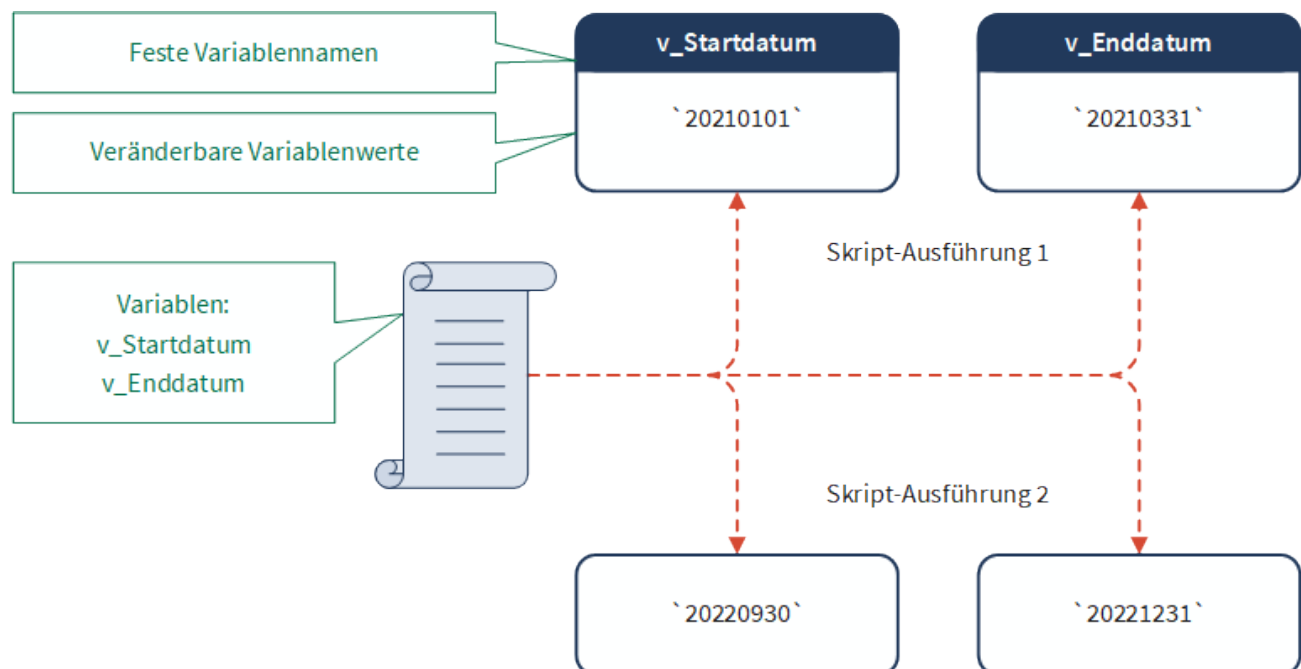 Feste Variablennamen
v_Startdatum
v_Enddatum
Veränderbare Variablenwerte
`20210101`
`20210331`
Skript-Ausführung 1
Variablen:
v_Startdatum
v_Enddatum
Skript-Ausführung 2
`20220930`
`20221231`